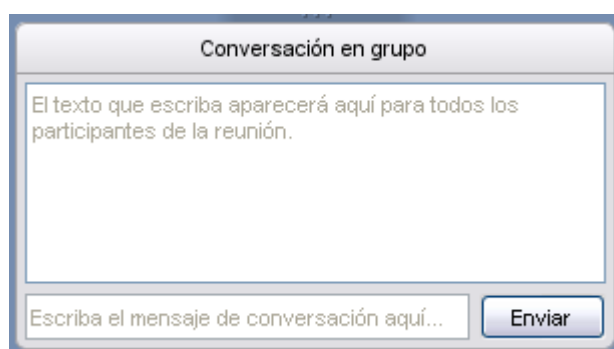 Conversación en grupo
El texto que escriba aparecerá aquí para todos los
participantes de la reunión.
Escriba el mensaje de conversación aquí...
Enviar